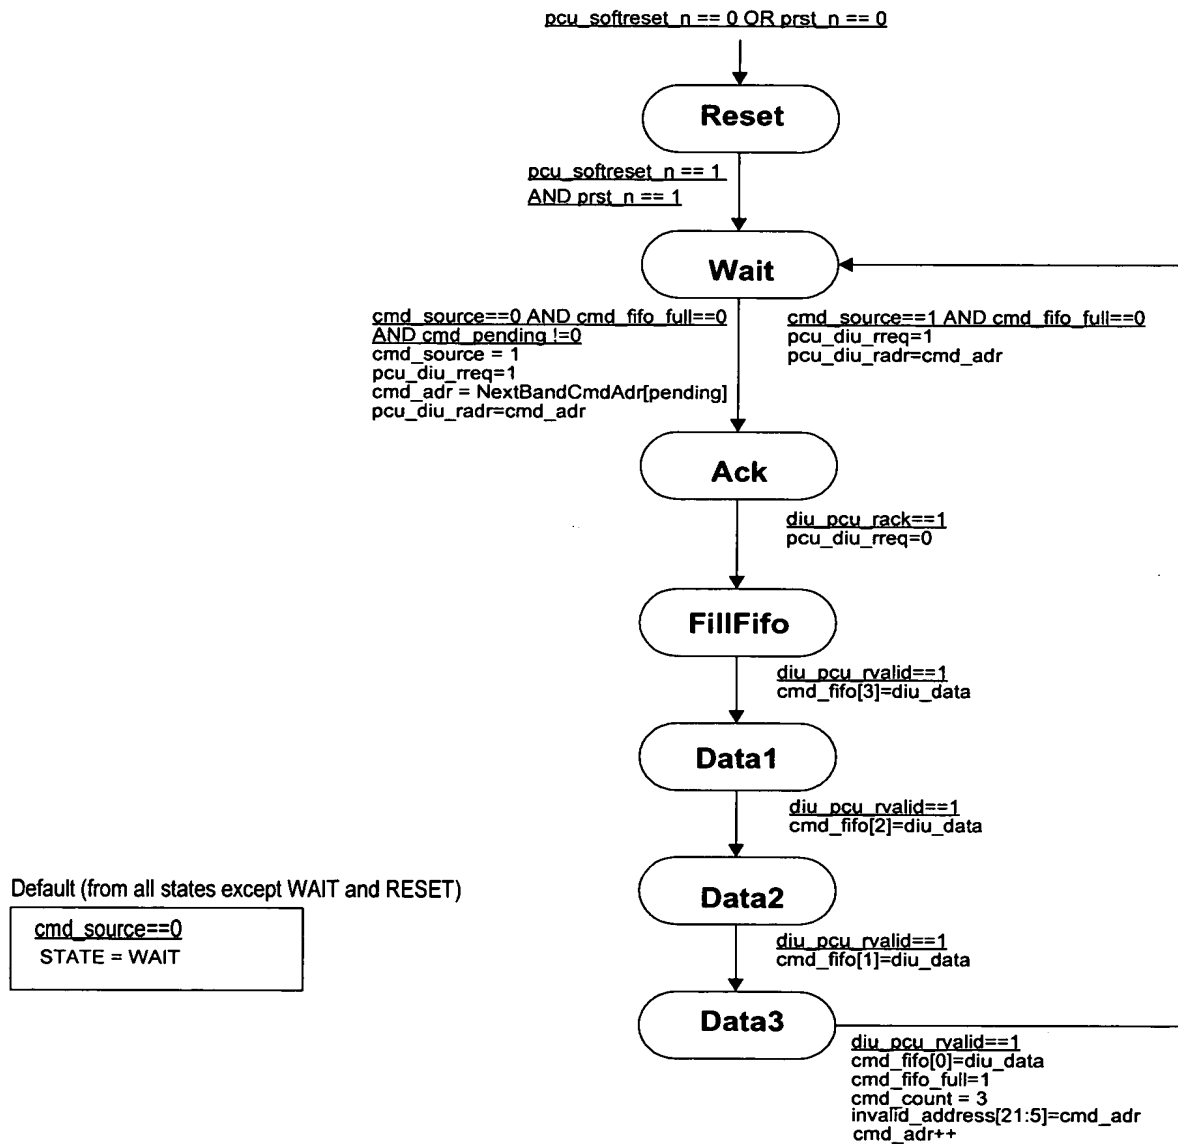 pcu_softreset_n == 0 OR prst_n == 0
Reset
pcu_softreset_n == 1
AND prst_n == 1
Wait
cmd_source==0 AND cmd_fifo_full==0
AND cmd_pending !=0
cmd_source = 1
pcu_diu_rreq=1
cmd_adr = NextBandCmdAdr[pending]
pcu_diu_radr=cmd_adr
cmd_source==1 AND cmd_fifo_full==0
pcu_diu_rreq=1
pcu_diu_radr=cmd_adr
Ack
diu_pcu_rack==1
pcu_diu_rreq=0
FillFifo
diu_pcu_rvalid==1
cmd_fifo[3]=diu_data
Data1
diu_pcu_rvalid==1
cmd_fifo[2]=diu_data
Data2
Default (from all states except WAIT and RESET)
cmd_source==0
STATE = WAIT
diu_pcu_rvalid==1
cmd_fifo[1]=diu_data
Data3
diu_pcu_rvalid==1
cmd_fifo[0]=diu_data
cmd_fifo_full=1
cmd_count = 3
invalid_address[21:5]=cmd_adr
cmd_adr++